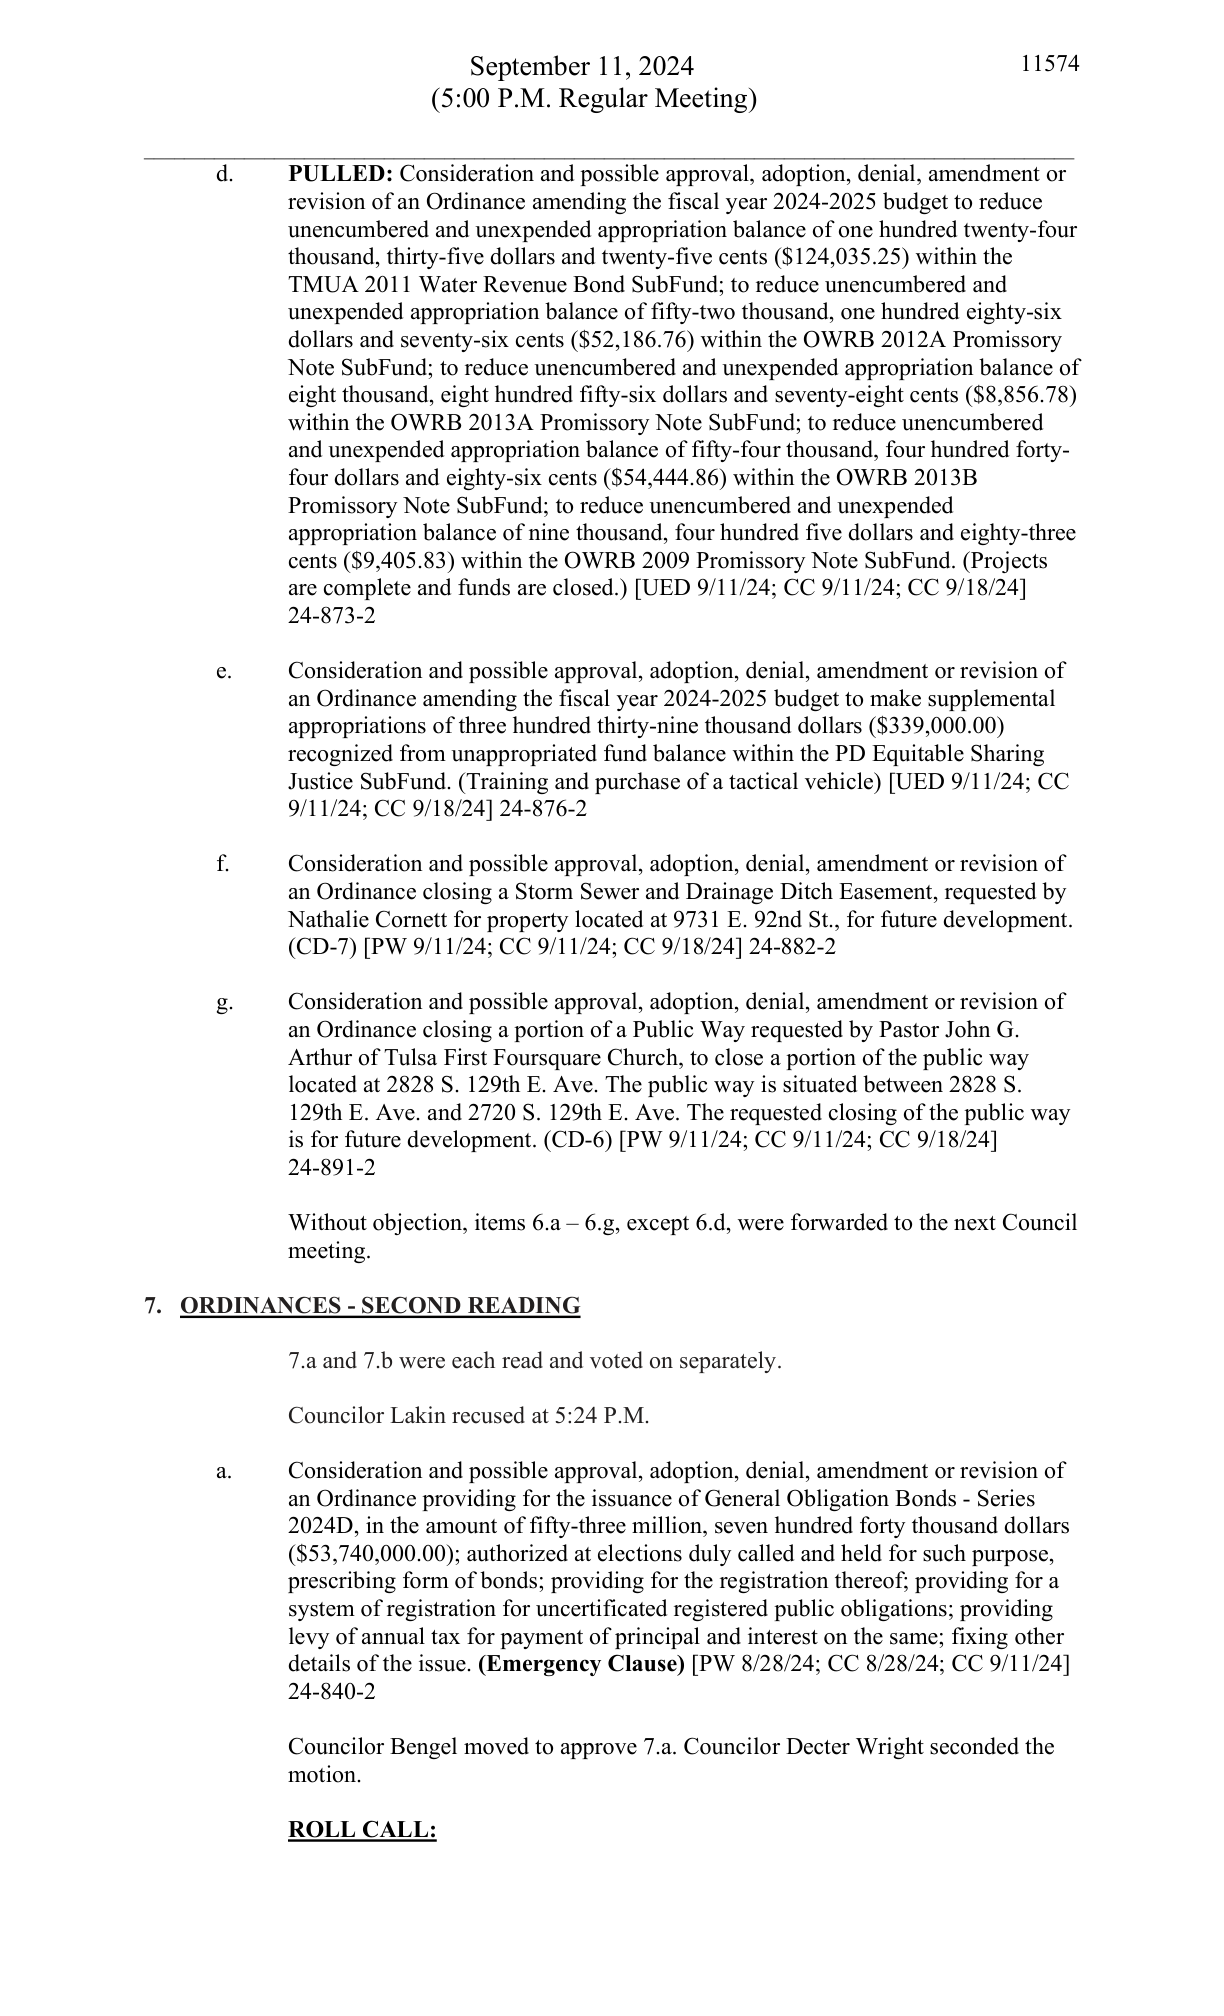 September 11, 2024
11574
(5:00 P.M. Regular Meeting)
d. PULLED: Consideration and possible approval, adoption, denial, amendment or
revision of an Ordinance amending the fiscal year 2024-2025 budget to reduce
unencumbered and unexpended appropriation balance of one hundred twenty-four
thousand, thirty-five dollars and twenty-five cents ($124,035.25) within the
TMUA 2011 Water Revenue Bond SubFund; to reduce unencumbered and
unexpended appropriation balance of fifty-two thousand, one hundred eighty-six
dollars and seventy-six cents ($52,186.76) within the OWRB 2012A Promissory
Note SubFund; to reduce unencumbered and unexpended appropriation balance of
eight thousand, eight hundred fifty-six dollars and seventy-eight cents ($8,856.78)
within the OWRB 2013A Promissory Note SubFund; to reduce unencumbered
and unexpended appropriation balance of fifty-four thousand, four hundred forty-
four dollars and eighty-six cents ($54,444.86) within the OWRB 2013B
Promissory Note SubFund; to reduce unencumbered and unexpended
appropriation balance of nine thousand, four hundred five dollars and eighty-three
cents ($9,405.83) within the OWRB 2009 Promissory Note SubFund. (Projects
are complete and funds are closed.) [UED 9/11/24; CC 9/11/24; CC 9/18/24]
24-873-2
e. Consideration and possible approval, adoption, denial, amendment or revision of
an Ordinance amending the fiscal year 2024-2025 budget to make supplemental
appropriations of three hundred thirty-nine thousand dollars ($339,000.00)
recognized from unappropriated fund balance within the PD Equitable Sharing
Justice SubFund. (Training and purchase of a tactical vehicle) [UED 9/11/24; CC
9/11/24; CC 9/18/24] 24-876-2
f. Consideration and possible approval, adoption, denial, amendment or revision of
an Ordinance closing a Storm Sewer and Drainage Ditch Easement, requested by
Nathalie Cornett for property located at 9731 E. 92nd St., for future development.
(CD-7) [PW 9/11/24; CC 9/11/24; CC 9/18/24] 24-882-2
g. Consideration and possible approval, adoption, denial, amendment or revision of
an Ordinance closing a portion of a Public Way requested by Pastor John G.
Arthur of Tulsa First Foursquare Church, to close a portion of the public way
located at 2828 S. 129th E. Ave. The public way is situated between 2828 S.
129th E. Ave. and 2720 S. 129th E. Ave. The requested closing of the public way
is for future development. (CD-6) [PW 9/11/24; CC 9/11/24; CC 9/18/24]
24-891-2
Without objection, items 6.a – 6.g, except 6.d, were forwarded to the next Council
meeting.
7. ORDINANCES - SECOND READING
7.a and 7.b were each read and voted on separately.
Councilor Lakin recused at 5:24 P.M.
a. Consideration and possible approval, adoption, denial, amendment or revision of
an Ordinance providing for the issuance of General Obligation Bonds - Series
2024D, in the amount of fifty-three million, seven hundred forty thousand dollars
($53,740,000.00); authorized at elections duly called and held for such purpose,
prescribing form of bonds; providing for the registration thereof; providing for a
system of registration for uncertificated registered public obligations; providing
levy of annual tax for payment of principal and interest on the same; fixing other
details of the issue. (Emergency Clause) [PW 8/28/24; CC 8/28/24; CC 9/11/24]
24-840-2
Councilor Bengel moved to approve 7.a. Councilor Decter Wright seconded the
motion.
ROLL CALL: